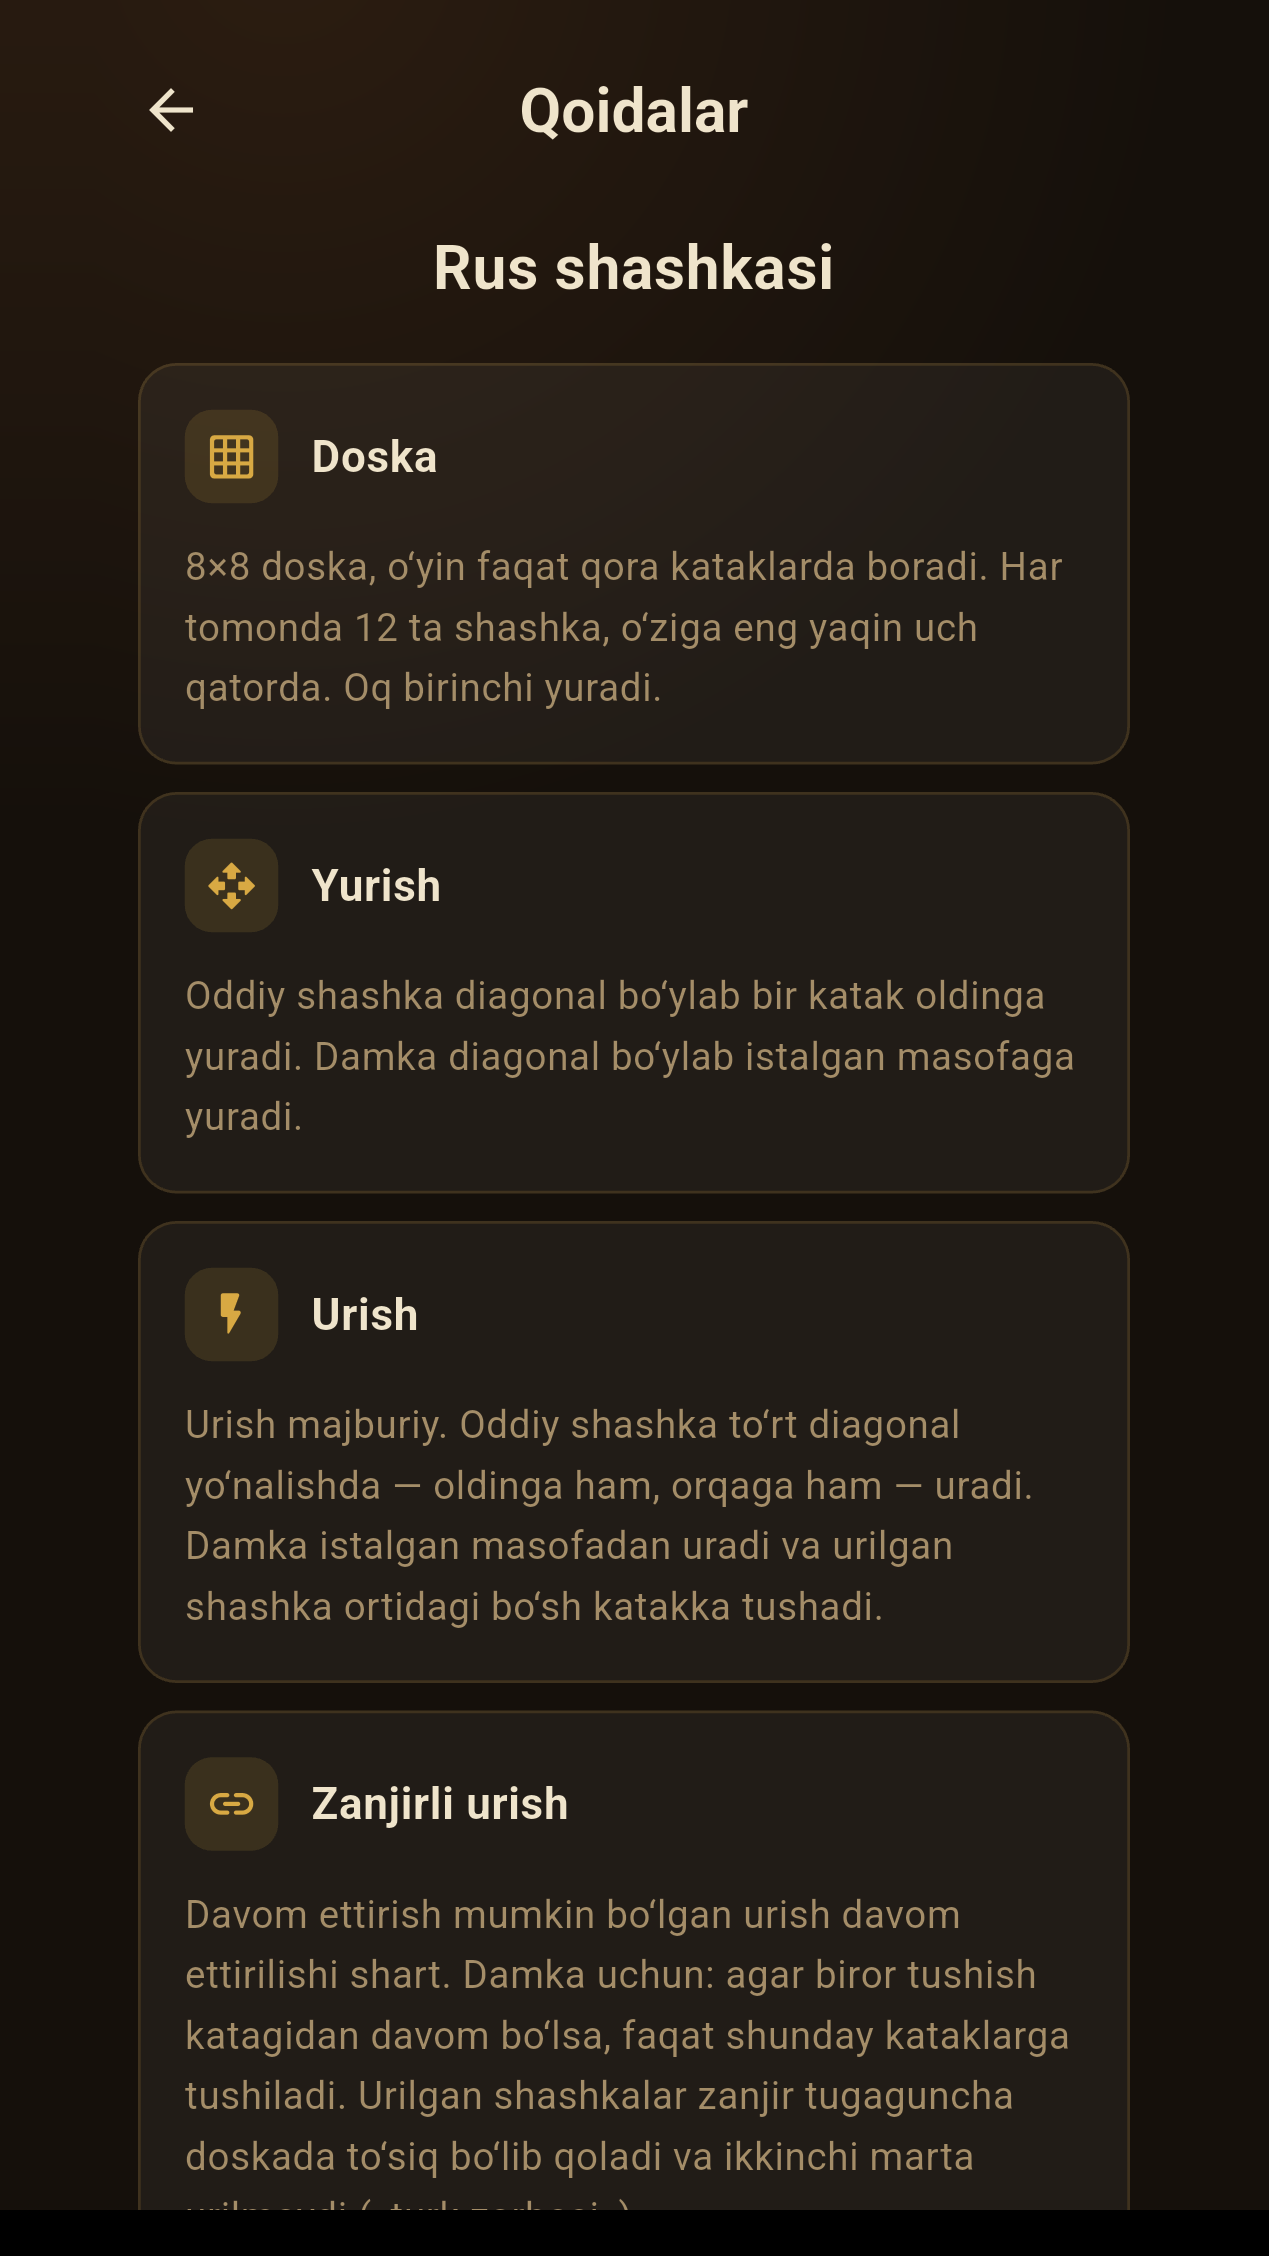 Qoidalar
Rus shashkasi
Doska
8×8 doska, o‘yin faqat qora kataklarda boradi. Har
tomonda 12 ta shashka, o‘ziga eng yaqin uch
qatorda. Oq birinchi yuradi.
Yurish
Oddiy shashka diagonal bo‘ylab bir katak oldinga
yuradi. Damka diagonal bo‘ylab istalgan masofaga
yuradi.
Urish
Urish majburiy. Oddiy shashka to‘rt diagonal
yo‘nalishda — oldinga ham, orqaga ham — uradi.
Damka istalgan masofadan uradi va urilgan
shashka ortidagi bo‘sh katakka tushadi.
Zanjirli urish
Davom ettirish mumkin bo‘lgan urish davom
ettirilishi shart. Damka uchun: agar biror tushish
katagidan davom bo‘lsa, faqat shunday kataklarga
tushiladi. Urilgan shashkalar zanjir tugaguncha
doskada to‘siq bo‘lib qoladi va ikkinchi marta